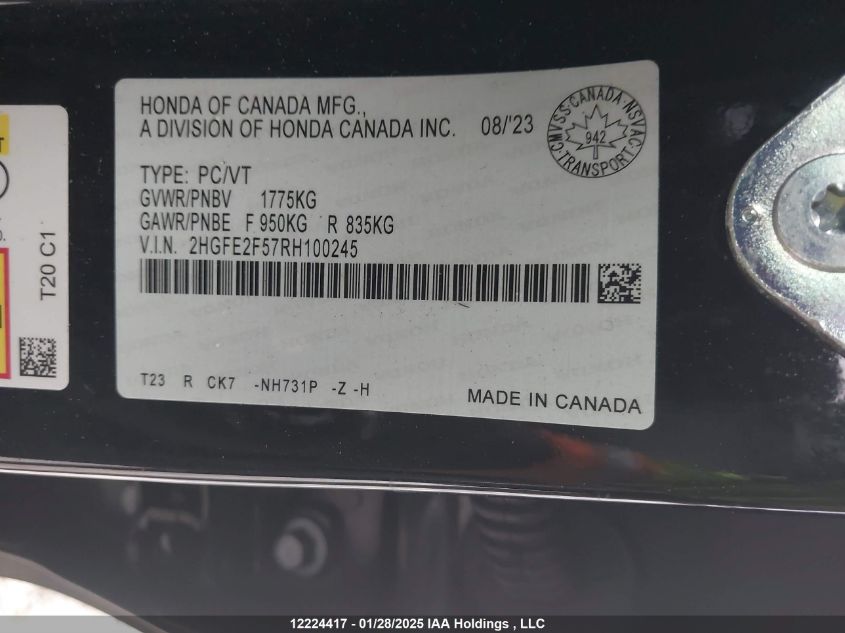 HONDA OF CANADA MFG.,
A DIVISION OF HONDA CANADA INC. 08/'23
CMVSS·CANADA·NSVAC
942
TRANSPORT
TYPE: PC/VT
GVWR/PNBV 1775KG
GAWR/PNBE F 950KG R 835KG
V.I.N. 2HGFE2F57RH100245
T23 R CK7 -NH731P -Z -H
MADE IN CANADA
T20 C1
12224417 - 01/28/2025 IAA Holdings , LLC